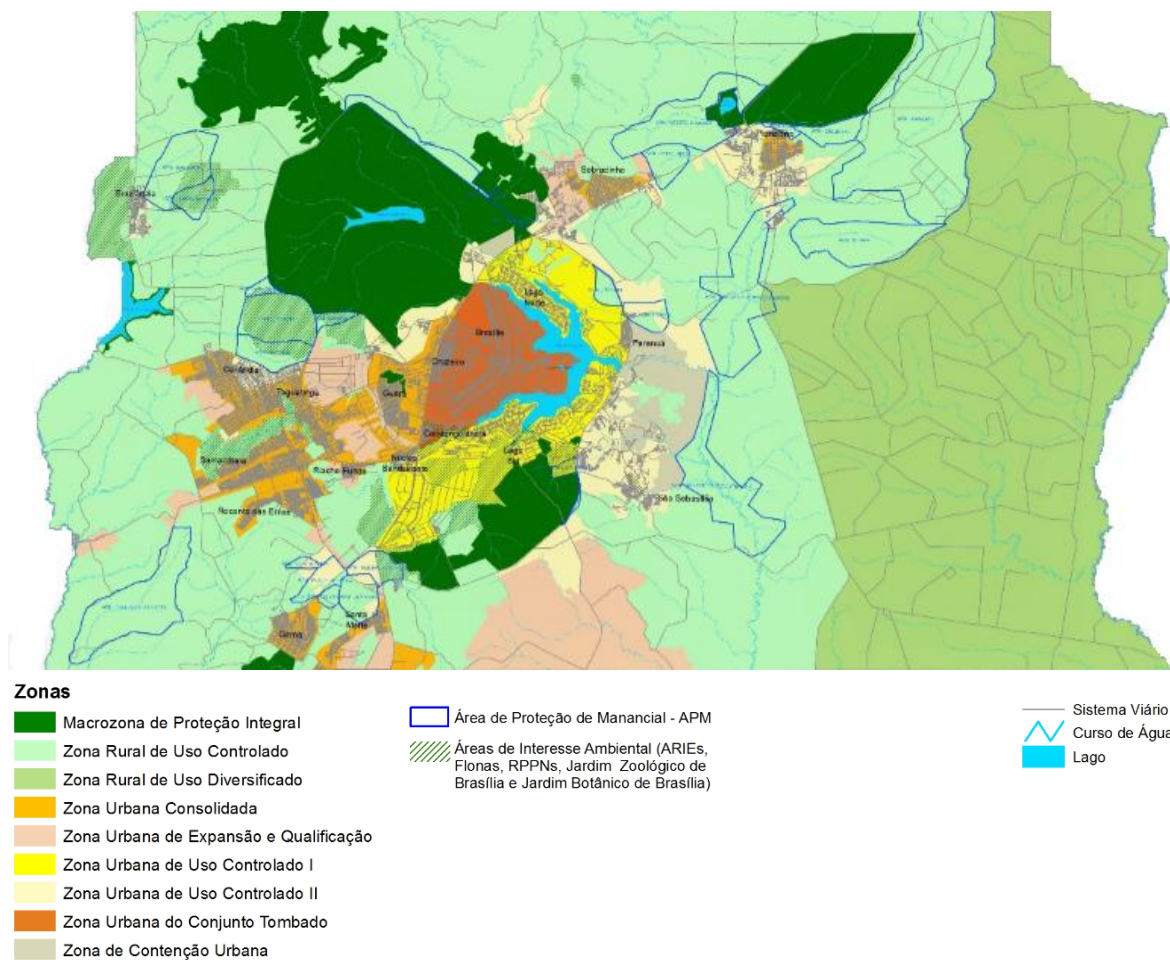 Planaltina
Sobradinho
Brazlândia
Lago
Norte
Brasília
Paranoá
Cruzeiro
Ceilândia
Taguatinga
Guará
Candangolândia
Núcleo
Bandeirante
Lago
Sul
Samambaia
Riacho Fundo
São Sebastião
Recanto das Emas
Santa
Maria
Gama
Zonas
Macrozona de Proteção Integral
Zona Rural de Uso Controlado
Zona Rural de Uso Diversificado
Zona Urbana Consolidada
Zona Urbana de Expansão e Qualificação
Zona Urbana de Uso Controlado I
Zona Urbana de Uso Controlado II
Zona Urbana do Conjunto Tombado
Zona de Contenção Urbana
Área de Proteção de Manancial - APM
Áreas de Interesse Ambiental (ARIEs,
Flonas, RPPNs, Jardim Zoológico de
Brasília e Jardim Botânico de Brasília)
Sistema Viário
Curso de Água
Lago